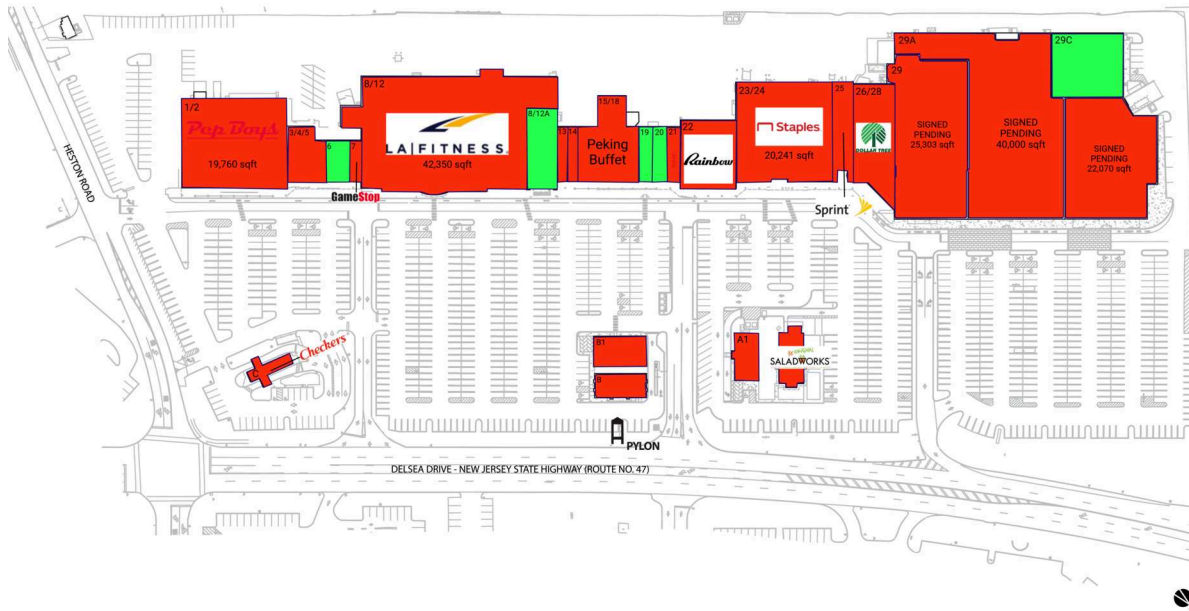 1/2
Pep Boys
19,760 sqft
3/4/5
6
7
GameStop
8/12
LA|FITNESS
42,350 sqft
8/12A
13
14
15/18
Peking
Buffet
19
20
21
22
Rainbow
23/24
Staples
20,241 sqft
25
Sprint
26/28
DOLLAR TREE
29
SIGNED
PENDING
25,303 sqft
29A
SIGNED
PENDING
40,000 sqft
29C
SIGNED
PENDING
22,070 sqft
HESTON ROAD
C
Checkers
B1
B
A1
SALADWORKS
PYLON
DELSEA DRIVE - NEW JERSEY STATE HIGHWAY (ROUTE NO. 47)